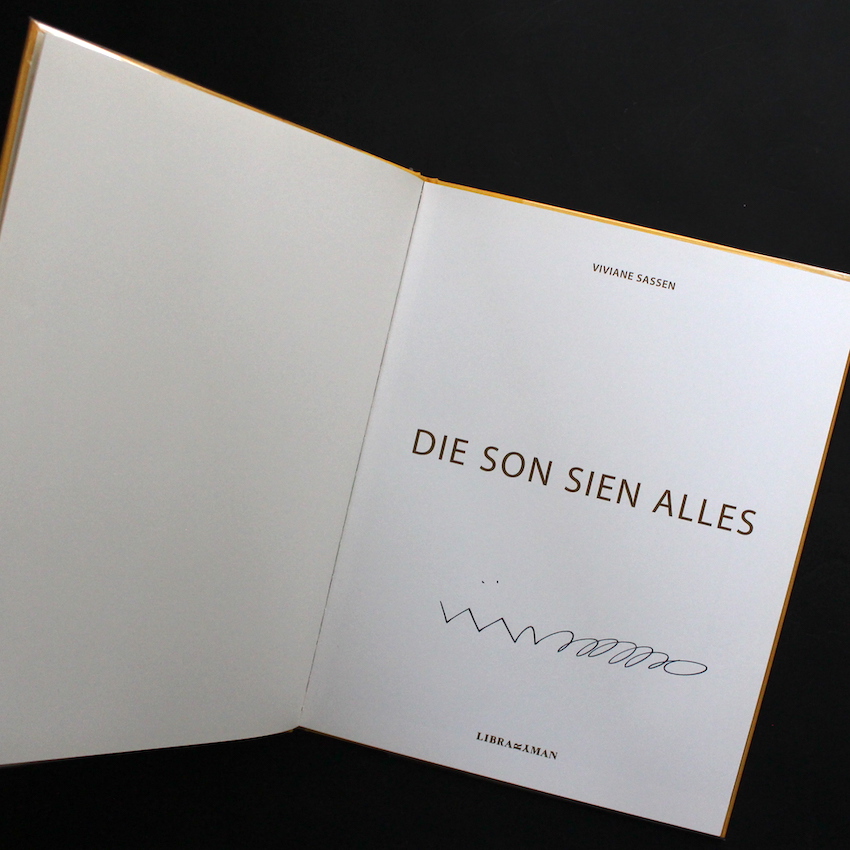 VIVIANE SASSEN
DIE SON SIEN ALLES
LIBRARYMAN